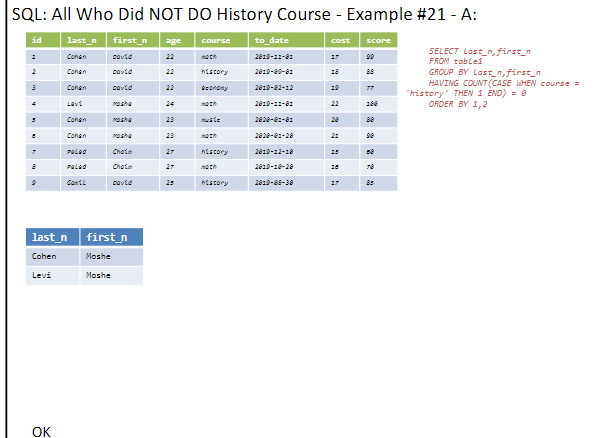 SQL: All Who Did NOT DO History Course - Example #21 - A:
id last_n first_n age course to_date cost score
1 Cohen David 22 math 2019-11-01 17 99
2 Cohen David 22 history 2019-09-01 18 88
3 Cohen David 22 economy 2019-02-12 19 77
4 Levi Moshe 24 math 2019-11-01 22 100
5 Cohen Moshe 23 music 2020-01-01 20 80
6 Cohen Moshe 23 math 2020-01-20 21 90
7 Peled Chaim 27 history 2019-12-10 15 60
8 Peled Chaim 27 math 2019-10-20 16 70
9 Gamil David 25 history 2019-08-30 17 85
SELECT last_n,first_n
FROM table1
GROUP BY last_n,first_n
HAVING COUNT(CASE WHEN course =
'history' THEN 1 END) = 0
ORDER BY 1,2
last_n first_n
Cohen Moshe
Levi Moshe
OK